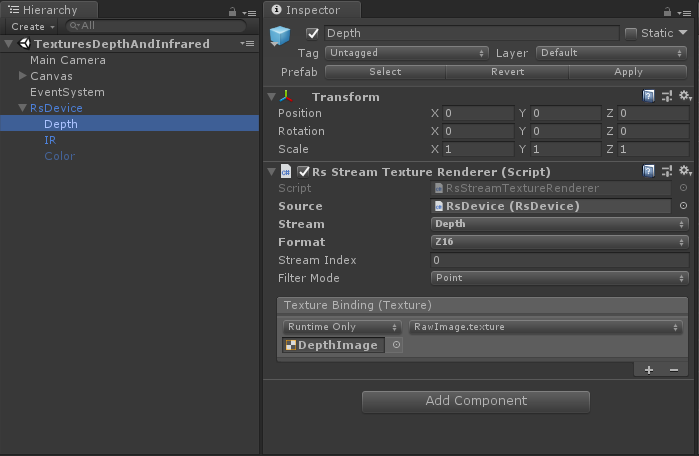 Hierarchy
Create
All
TexturesDepthAndInfrared
Main Camera
Canvas
EventSystem
RsDevice
Depth
IR
Color
Inspector
Depth Static
Tag Untagged Layer Default
Prefab Select Revert Apply
Transform
Position X 0 Y 0 Z 0
Rotation X 0 Y 0 Z 0
Scale X 1 Y 1 Z 1
Rs Stream Texture Renderer (Script)
Script RsStreamTextureRenderer
Source RsDevice (RsDevice)
Stream Depth
Format Z16
Stream Index 0
Filter Mode Point
Texture Binding (Texture)
Runtime Only RawImage.texture
DepthImage
+ −
Add Component